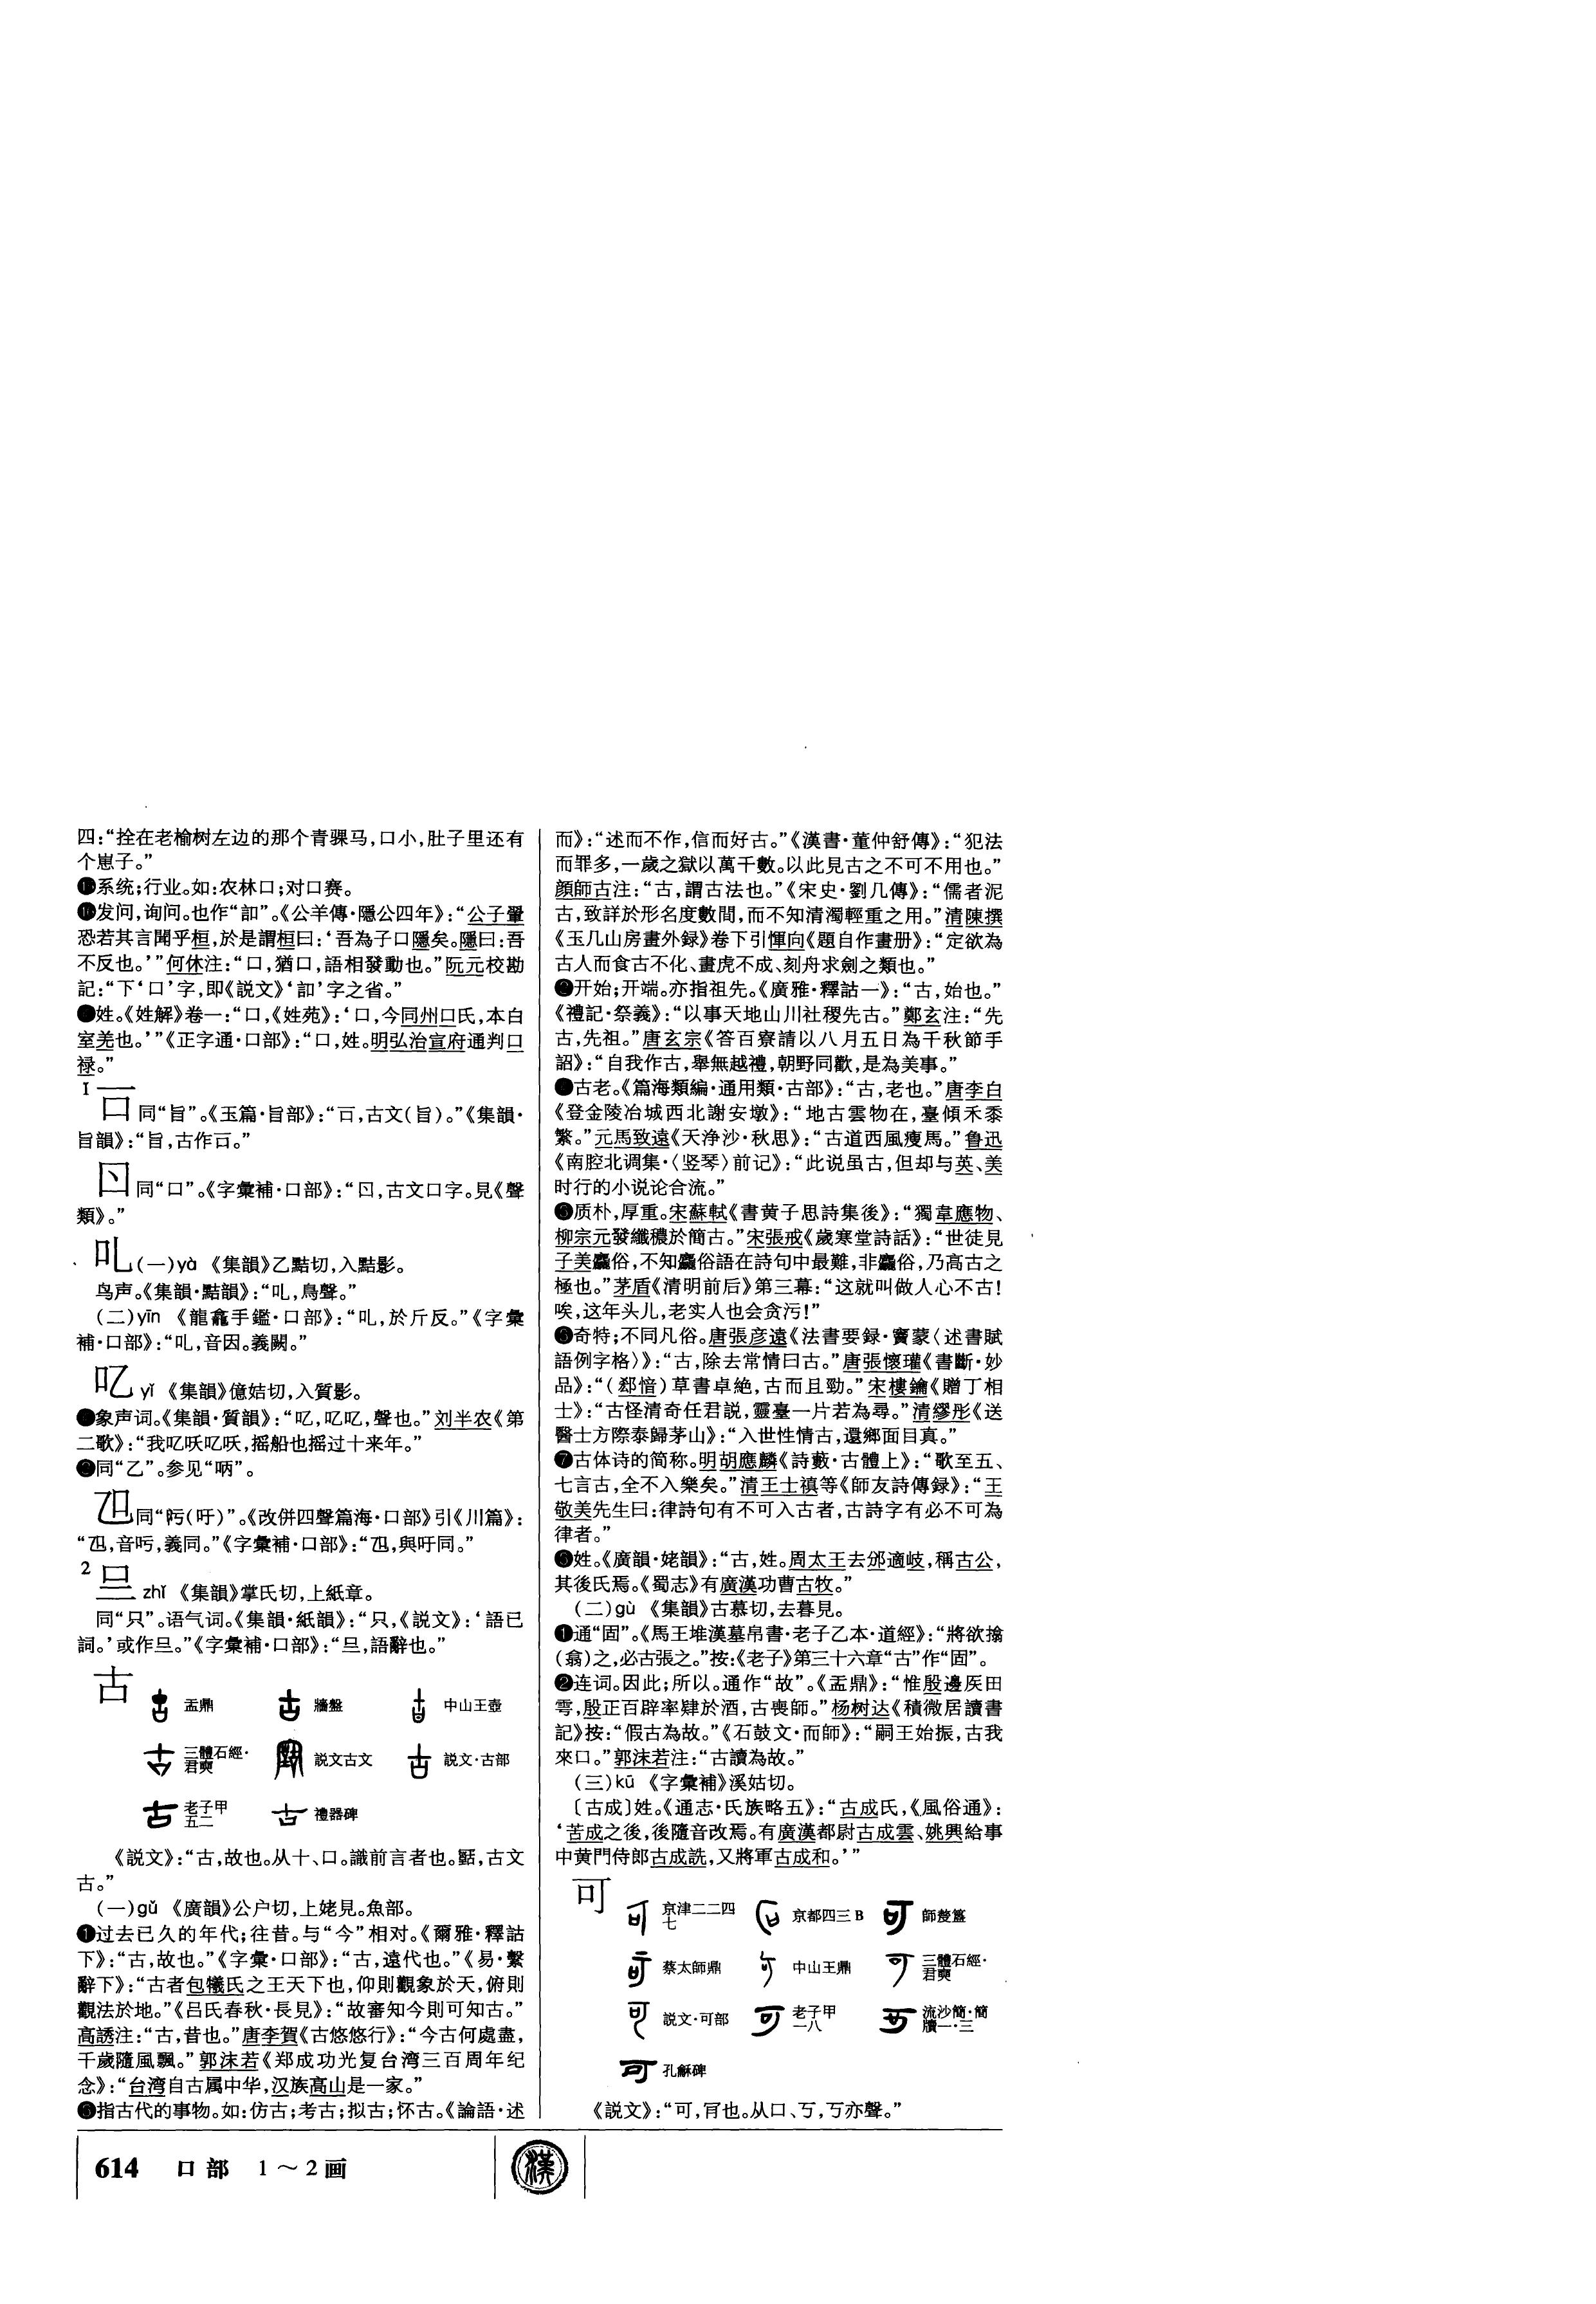 四:“拴在老榆树左边的那个青骒马,口小,肚子里还有
个崽子。”
系统;行业。如:农林口;对口赛。
发问,询问。也作“訠”。《公羊傳·隱公四年》:“公子翬
恐若其言聞乎桓,於是謂桓曰:‘吾為子口隱矣。隱曰:吾
不反也。’”何休注:“口,猶口,語相發動也。”阮元校勘
記:“下‘口’字,即《説文》‘訠’字之省。”
姓。《姓解》卷一:“口,《姓苑》:‘口,今同州口氏,本白
室羌也。’”《正字通·口部》:“口,姓。明弘治宣府通判口
禄。”
1
同“旨”。《玉篇·旨部》:“𠮛,古文(旨)。”《集韻·
旨韻》:“旨,古作𠮛。”
同“口”。《字彙補·口部》:“囗,古文口字。見《聲
類》。”
𠮜(一)yà 《集韻》乙黠切,入黠影。
鸟声。《集韻·黠韻》:“𠮜,鳥聲。”
(二)yīn 《龍龕手鑑·口部》:“𠮜,於斤反。”《字彙
補·口部》:“𠮜,音因。義闕。”
𠮙 yǐ 《集韻》億姞切,入質影。
象声词。《集韻·質韻》:“𠮙,𠮙𠮙,聲也。”刘半农《第
二歌》:“我𠮙㕭𠮙㕭,摇船也摇过十来年。”
同“乙”。参见“㕯”。
同“㕧(吁)”。《改併四聲篇海·口部》引《川篇》:
“音㕧,義同。”《字彙補·口部》:“與吁同。”
2
zhǐ 《集韻》掌氏切,上紙章。
同“只”。语气词。《集韻·紙韻》:“只,《説文》:‘語已
詞。’或作𠮡。”《字彙補·口部》:“語辭也。”
古
盂鼎 牆盤 中山王壺
三體石經·君奭 説文古文 説文·古部
老子甲五二 禮器碑
《説文》:“古,故也。从十、口。識前言者也。𠖠,古文
古。”
(一)gǔ 《廣韻》公户切,上姥見。魚部。
❶过去已久的年代;往昔。与“今”相对。《爾雅·釋詁
下》:“古,故也。”《字彙·口部》:“古,遠代也。”《易·繫
辭下》:“古者包犧氏之王天下也,仰則觀象於天,俯則
觀法於地。”《吕氏春秋·長見》:“故審知今則可知古。”
高誘注:“古,昔也。”唐李賀《古悠悠行》:“今古何處盡,
千歲隨風飄。”郭沫若《郑成功光复台湾三百周年纪
念》:“台湾自古属中华,汉族高山是一家。”
指古代的事物。如:仿古;考古;拟古;怀古。《論語·述
而》:“述而不作,信而好古。”《漢書·董仲舒傳》:“犯法
而罪多,一歲之獄以萬千數。以此見古之不可不用也。”
顔師古注:“古,謂古法也。”《宋史·劉几傳》:“儒者泥
古,致詳於形名度數間,而不知清濁輕重之用。”清陳撰
《玉几山房畫外録》卷下引惲向《題自作畫册》:“定欲為
古人而食古不化、畫虎不成、刻舟求劍之類也。”
開始;开端。亦指祖先。《廣雅·釋詁一》:“古,始也。”
《禮記·祭義》:“以事天地山川社稷先古。”鄭玄注:“先
古,先祖。”唐玄宗《答百寮請以八月五日為千秋節手
詔》:“自我作古,舉無越禮,朝野同歡,是為美事。”
古老。《篇海類編·通用類·古部》:“古,老也。”唐李白
《登金陵冶城西北謝安墩》:“地古雲物在,臺傾禾黍
繁。”元馬致遠《天浄沙·秋思》:“古道西風瘦馬。”鲁迅
《南腔北调集·〈竖琴〉前记》:“此说虽古,但却与英、美
时行的小说论合流。”
质朴,厚重。宋蘇軾《書黄子思詩集後》:“獨韋應物、
柳宗元發纖穠於簡古。”宋張戒《歲寒堂詩話》:“世徒見
子美麤俗,不知麤俗語在詩句中最難,非麤俗,乃高古之
極也。”茅盾《清明前后》第三幕:“这就叫做人心不古!
唉,这年头儿,老实人也会贪污!”
奇特;不同凡俗。唐張彦遠《法書要録·竇蒙〈述書賦
語例字格〉》:“古,除去常情曰古。”唐張懷瓘《書斷·妙
品》:“(郄愔)草書卓絶,古而且勁。”宋樓鑰《贈丁相
士》:“古怪清奇任君説,靈臺一片若為尋。”清繆彤《送
醫士方際泰歸茅山》:“入世性情古,還鄉面目真。”
❼古体诗的简称。明胡應麟《詩藪·古體上》:“歌至五、
七言古,全不入樂矣。”清王士禛等《師友詩傳録》:“王
敬美先生曰:律詩句有不可入古者,古詩字有必不可為
律者。”
姓。《廣韻·姥韻》:“古,姓。周太王去邠適岐,稱古公,
其後氏焉。《蜀志》有廣漢功曹古牧。”
(二)gù 《集韻》古慕切,去暮見。
❶通“固”。《馬王堆漢墓帛書·老子乙本·道經》:“將欲擒
(翕)之,必古張之。”按:《老子》第三十六章“古”作“固”。
❷连词。因此;所以。通作“故”。《盂鼎》:“惟殷邊厌田
雩,殷正百辟率肄於酒,古喪師。”杨树达《積微居讀書
記》按:“假古為故。”《石鼓文·而師》:“嗣王始振,古我
來口。”郭沫若注:“古讀為故。”
(三)kū 《字彙補》溪姑切。
〔古成〕姓。《通志·氏族略五》:“古成氏,《風俗通》:
‘苦成之後,後隨音改焉。有廣漢都尉古成雲、姚興給事
中黄門侍郎古成詵,又將軍古成和。’”
可
京津二二四七 京都四三B 師嫠簋
蔡太師鼎 中山王鼎 三體石經·君奭
説文·可部 老子甲一八 流沙簡·簡牘一·三
孔龢碑
《説文》:“可,肎也。从口、丂,丂亦聲。”
614 口部 1～2画
漢